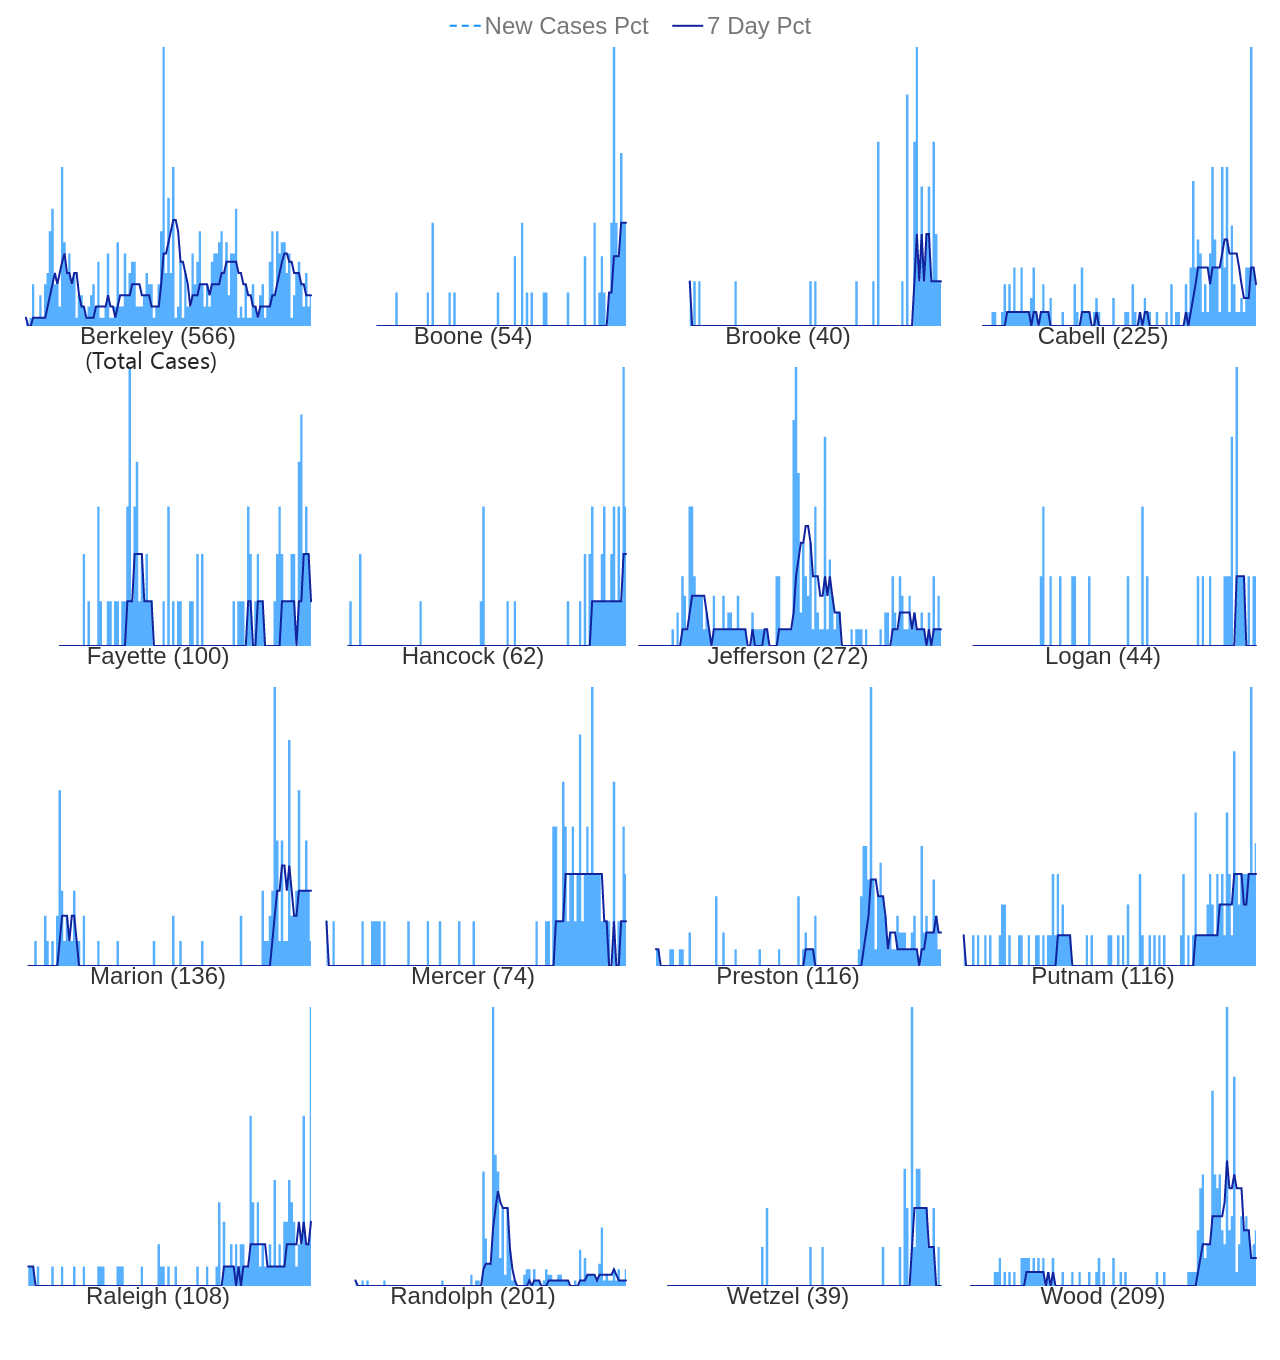 New Cases Pct 7 Day Pct
Berkeley (566) Boone (54) Brooke (40) Cabell (225)
(Total Cases)
Fayette (100) Hancock (62) Jefferson (272) Logan (44)
Marion (136) Mercer (74) Preston (116) Putnam (116)
Raleigh (108) Randolph (201) Wetzel (39) Wood (209)